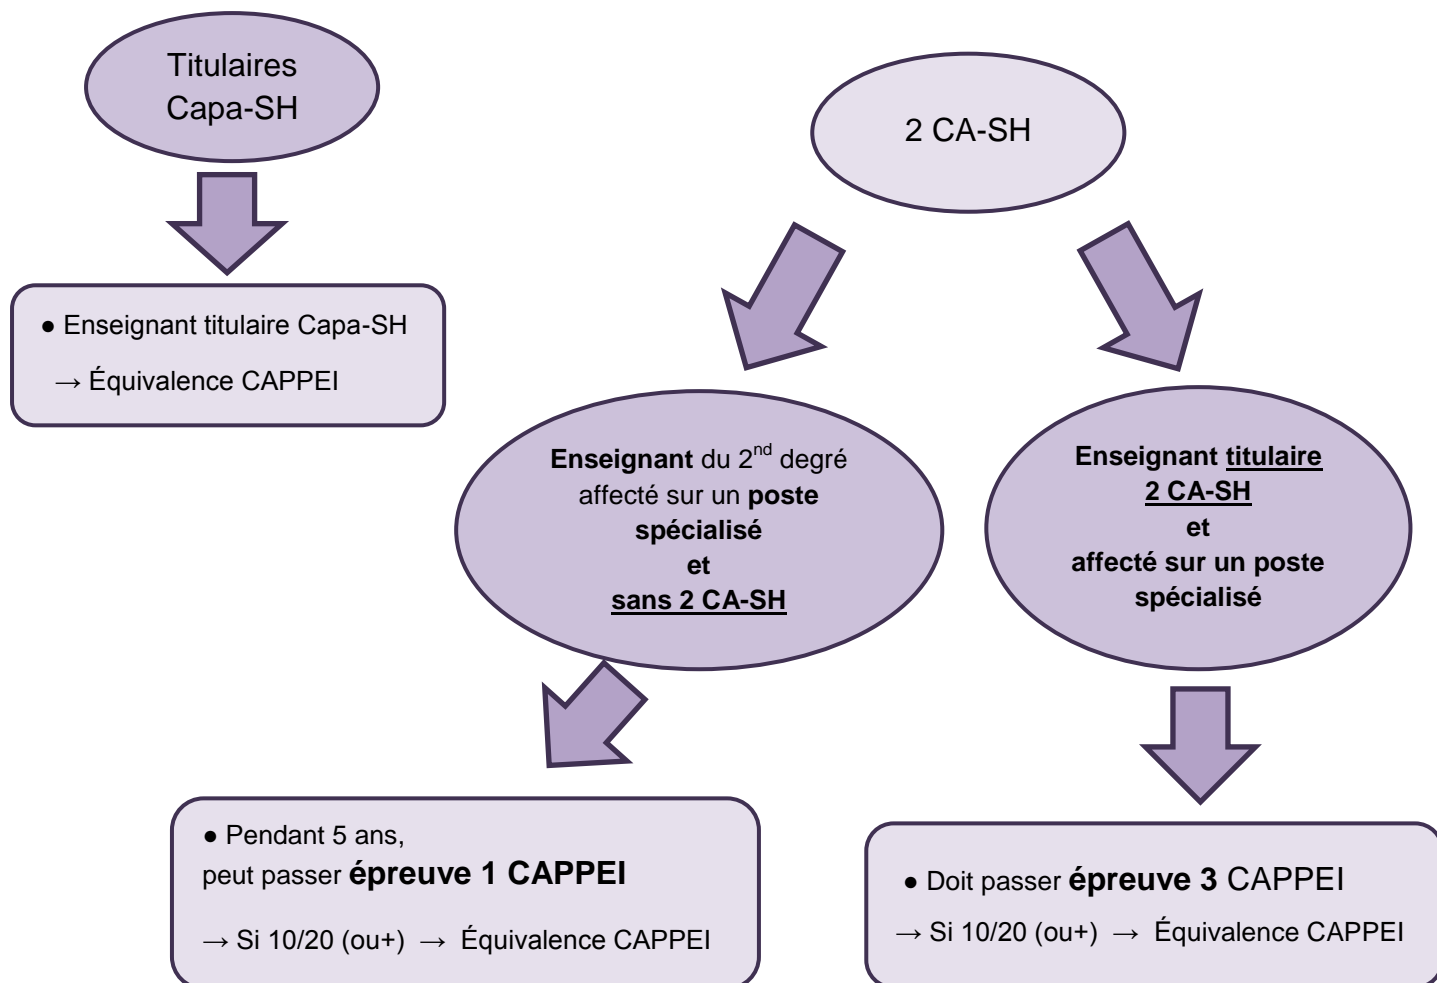 Titulaires
Capa-SH
2 CA-SH
● Enseignant titulaire Capa-SH
→ Équivalence CAPPEI
Enseignant du 2nd degré
affecté sur un poste
spécialisé
et
sans 2 CA-SH
Enseignant titulaire
2 CA-SH
et
affecté sur un poste
spécialisé
● Pendant 5 ans,
peut passer épreuve 1 CAPPEI
→ Si 10/20 (ou+) → Équivalence CAPPEI
● Doit passer épreuve 3 CAPPEI
→ Si 10/20 (ou+) → Équivalence CAPPEI